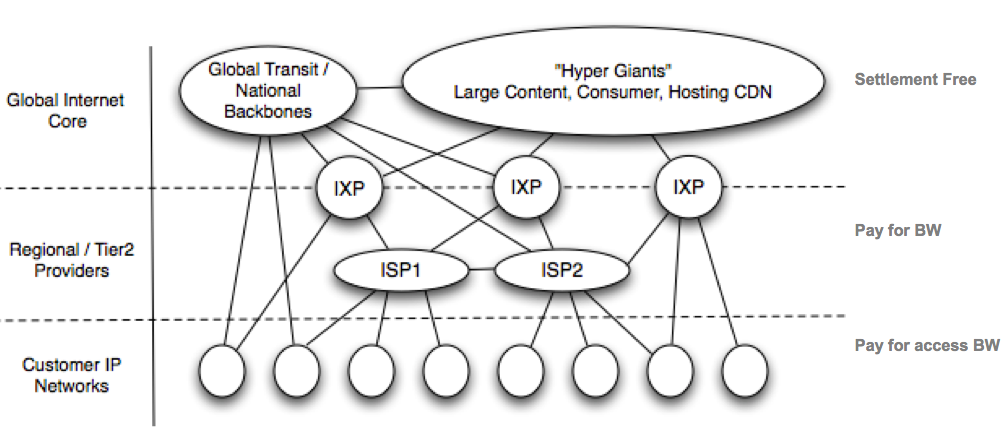 Global Internet
Core
Global Transit /
National
Backbones
"Hyper Giants"
Large Content, Consumer, Hosting CDN
Settlement Free
IXP
IXP
IXP
Regional / Tier2
Providers
ISP1
ISP2
Pay for BW
Customer IP
Networks
Pay for access BW